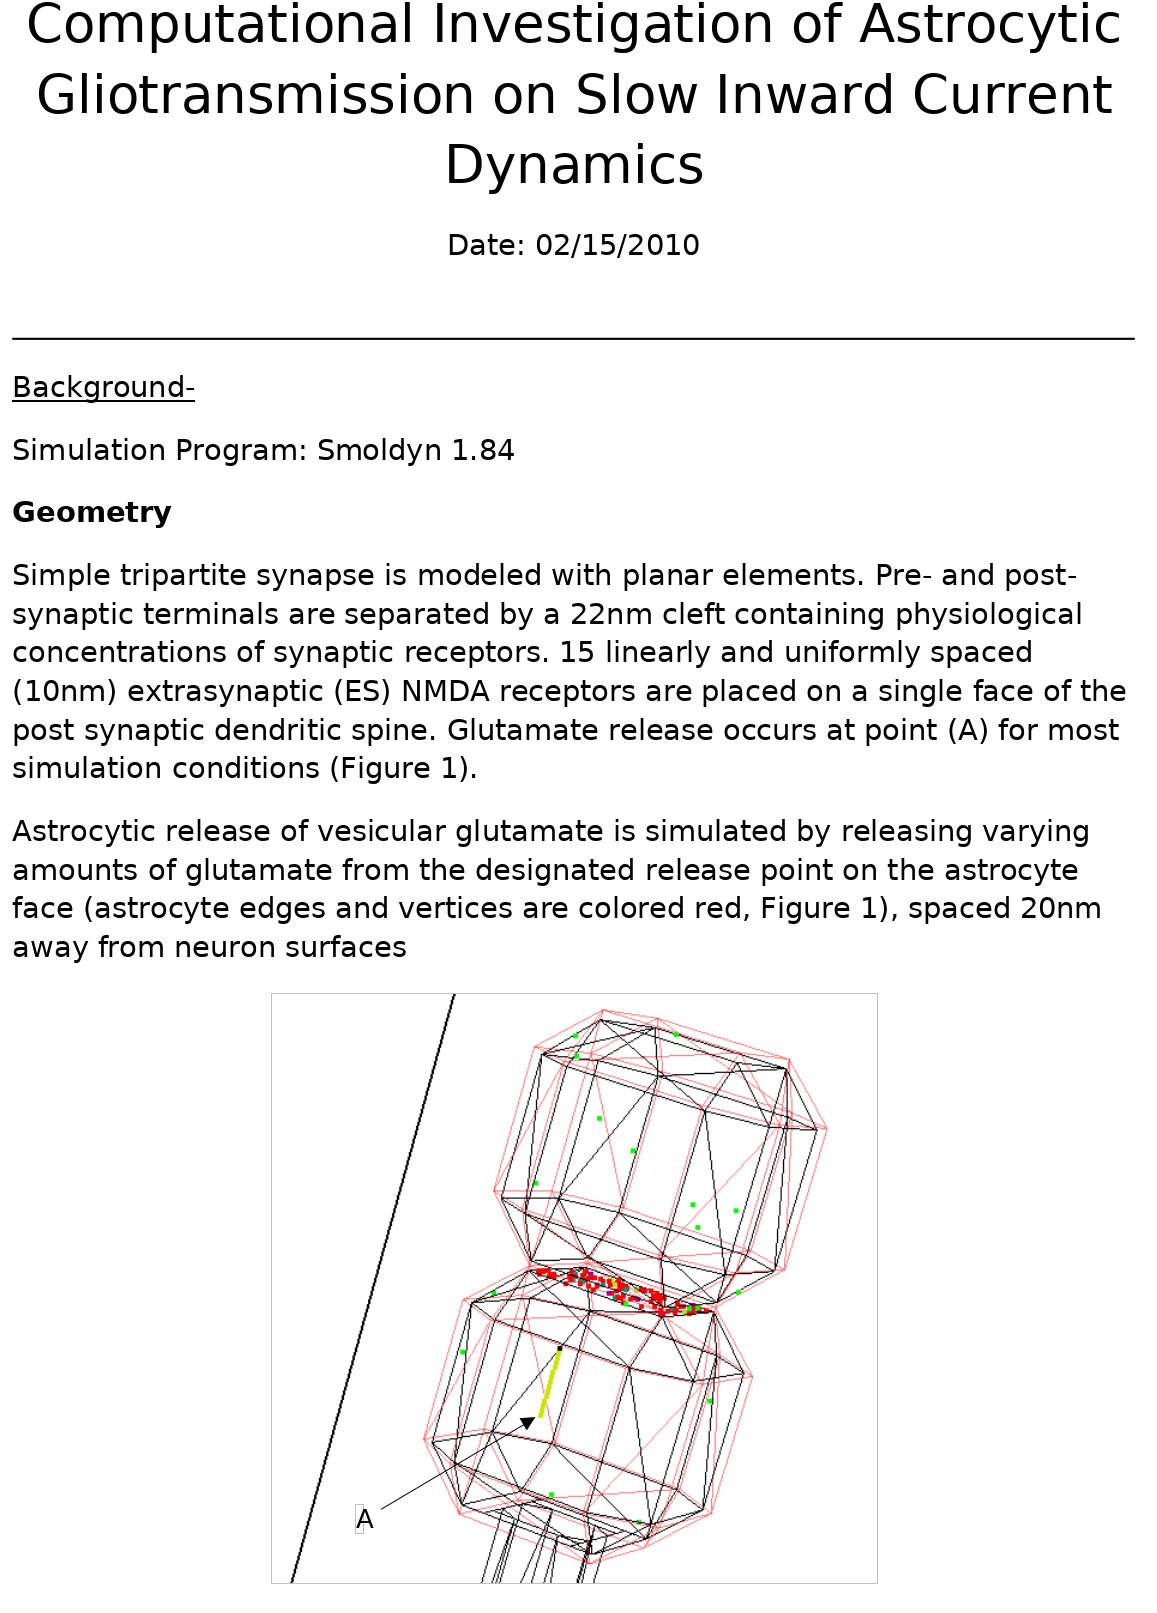 Computational Investigation of Astrocytic
Gliotransmission on Slow Inward Current
Dynamics
Date: 02/15/2010
Background-
Simulation Program: Smoldyn 1.84
Geometry
Simple tripartite synapse is modeled with planar elements. Pre- and post-
synaptic terminals are separated by a 22nm cleft containing physiological
concentrations of synaptic receptors. 15 linearly and uniformly spaced
(10nm) extrasynaptic (ES) NMDA receptors are placed on a single face of the
post synaptic dendritic spine. Glutamate release occurs at point (A) for most
simulation conditions (Figure 1).
Astrocytic release of vesicular glutamate is simulated by releasing varying
amounts of glutamate from the designated release point on the astrocyte
face (astrocyte edges and vertices are colored red, Figure 1), spaced 20nm
away from neuron surfaces
A